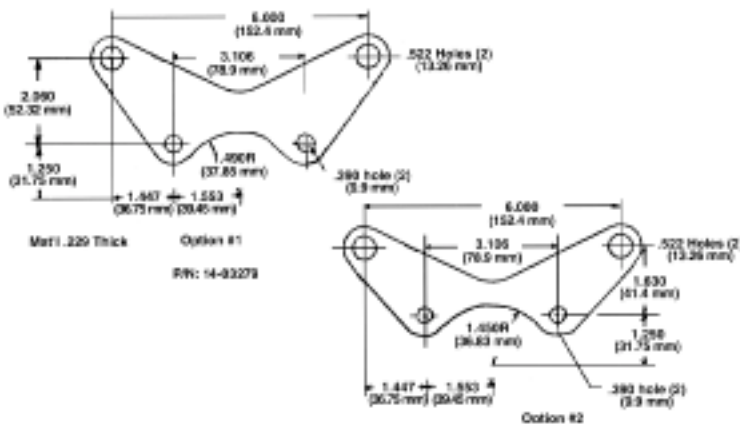 6.000
(152.4 mm)
3.106
(78.9 mm)
.522 Holes (2)
(13.26 mm)
2.060
(52.32 mm)
1.250
(31.75 mm)
1.490R
(37.85 mm)
.390 hole (2)
(9.9 mm)
1.447
1.553
(36.75 mm)
(39.45 mm)
Mat'l .229 Thick
Option #1
P/N: 14-83279
6.000
(152.4 mm)
3.106
(78.9 mm)
.522 Holes (2
(13.26 mm)
1.630
(41.4 mm)
1.250
(31.75 mm)
1.450R
(36.83 mm)
1.447
1.553
(36.75 mm)
(39.45 mm)
.390 hole (2)
(9.9 mm)
Option #2